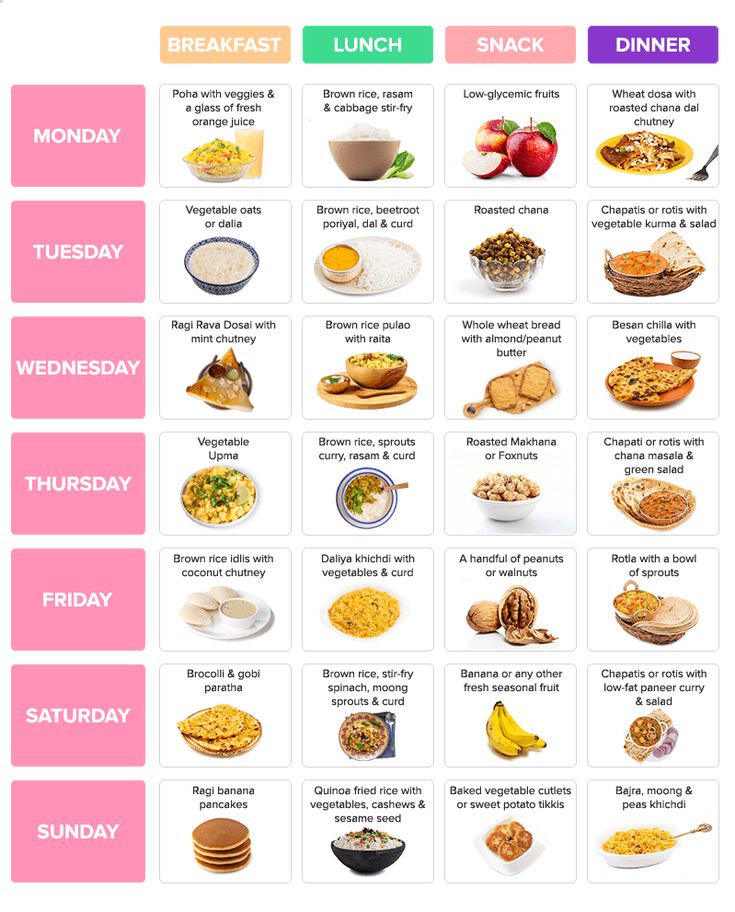 BREAKFAST
LUNCH
SNACK
DINNER
MONDAY
Poha with veggies &
a glass of fresh
orange juice
Brown rice, rasam
& cabbage stir-fry
Low-glycemic fruits
Wheat dosa with
roasted chana dal
chutney
TUESDAY
Vegetable oats
or dalia
Brown rice, beetroot
poriyal, dal & curd
Roasted chana
Chapatis or rotis with
vegetable kurma & salad
WEDNESDAY
Ragi Rava Dosai with
mint chutney
Brown rice pulao
with raita
Whole wheat bread
with almond/peanut
butter
Besan chilla with
vegetables
THURSDAY
Vegetable
Upma
Brown rice, sprouts
curry, rasam & curd
Roasted Makhana
or Foxnuts
Chapati or rotis with
chana masala &
green salad
FRIDAY
Brown rice idlis with
coconut chutney
Daliya khichdi with
vegetables & curd
A handful of peanuts
or walnuts
Rotla with a bowl
of sprouts
SATURDAY
Brocolli & gobi
paratha
Brown rice, stir-fry
spinach, moong
sprouts & curd
Banana or any other
fresh seasonal fruit
Chapatis or rotis with
low-fat paneer curry
& salad
SUNDAY
Ragi banana
pancakes
Quinoa fried rice with
vegetables, cashews &
sesame seed
Baked vegetable cutlets
or sweet potato tikkis
Bajra, moong &
peas khichdi